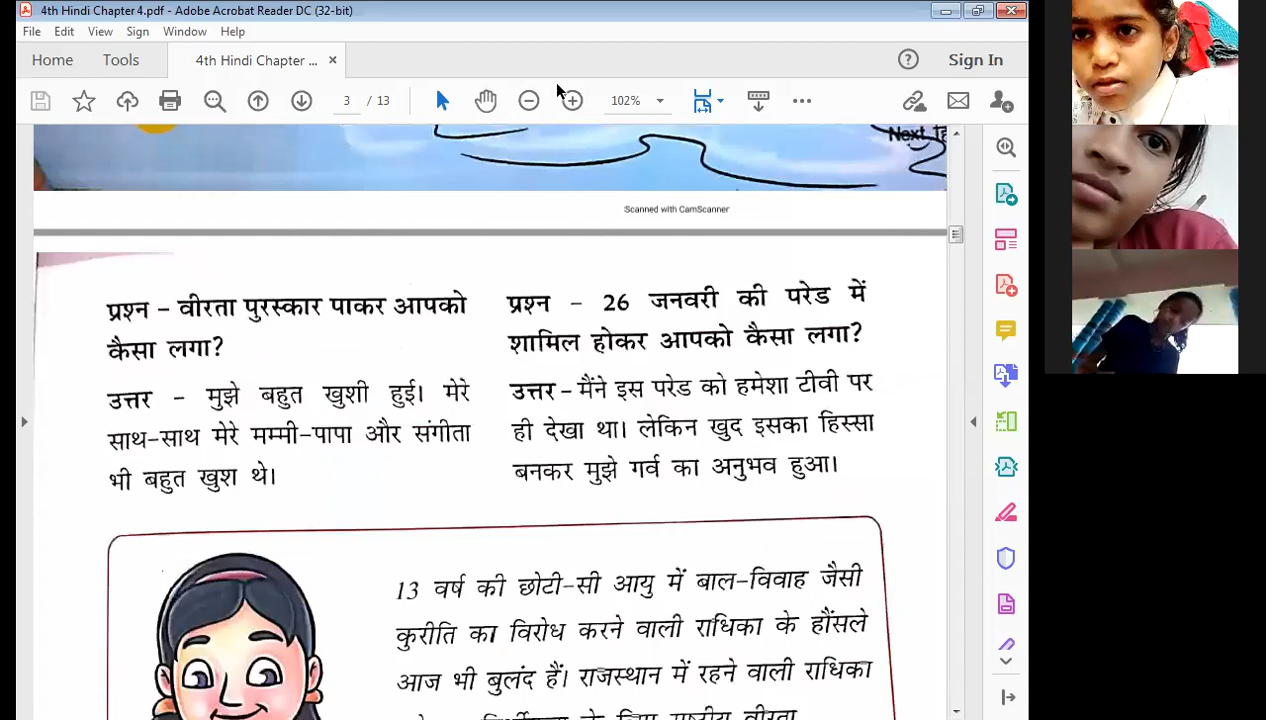 4th Hindi Chapter 4.pdf - Adobe Acrobat Reader DC (32-bit)
File Edit View Sign Window Help
Home Tools 4th Hindi Chapter ... × Sign In
3 / 13 102%
Next
Scanned with CamScanner
प्रश्न – वीरता पुरस्कार पाकर आपको
कैसा लगा?
उत्तर – मुझे बहुत खुशी हुई। मेरे
साथ-साथ मेरे मम्मी-पापा और संगीता
भी बहुत खुश थे।
प्रश्न – 26 जनवरी की परेड में
शामिल होकर आपको कैसा लगा?
उत्तर – मैंने इस परेड को हमेशा टीवी पर
ही देखा था। लेकिन खुद इसका हिस्सा
बनकर मुझे गर्व का अनुभव हुआ।
13 वर्ष की छोटी-सी आयु में बाल-विवाह जैसी
कुरीति का विरोध करने वाली राधिका के हौंसले
आज भी बुलंद हैं। राजस्थान में रहने वाली राधिका
के लिए राष्ट्रीय वीरता